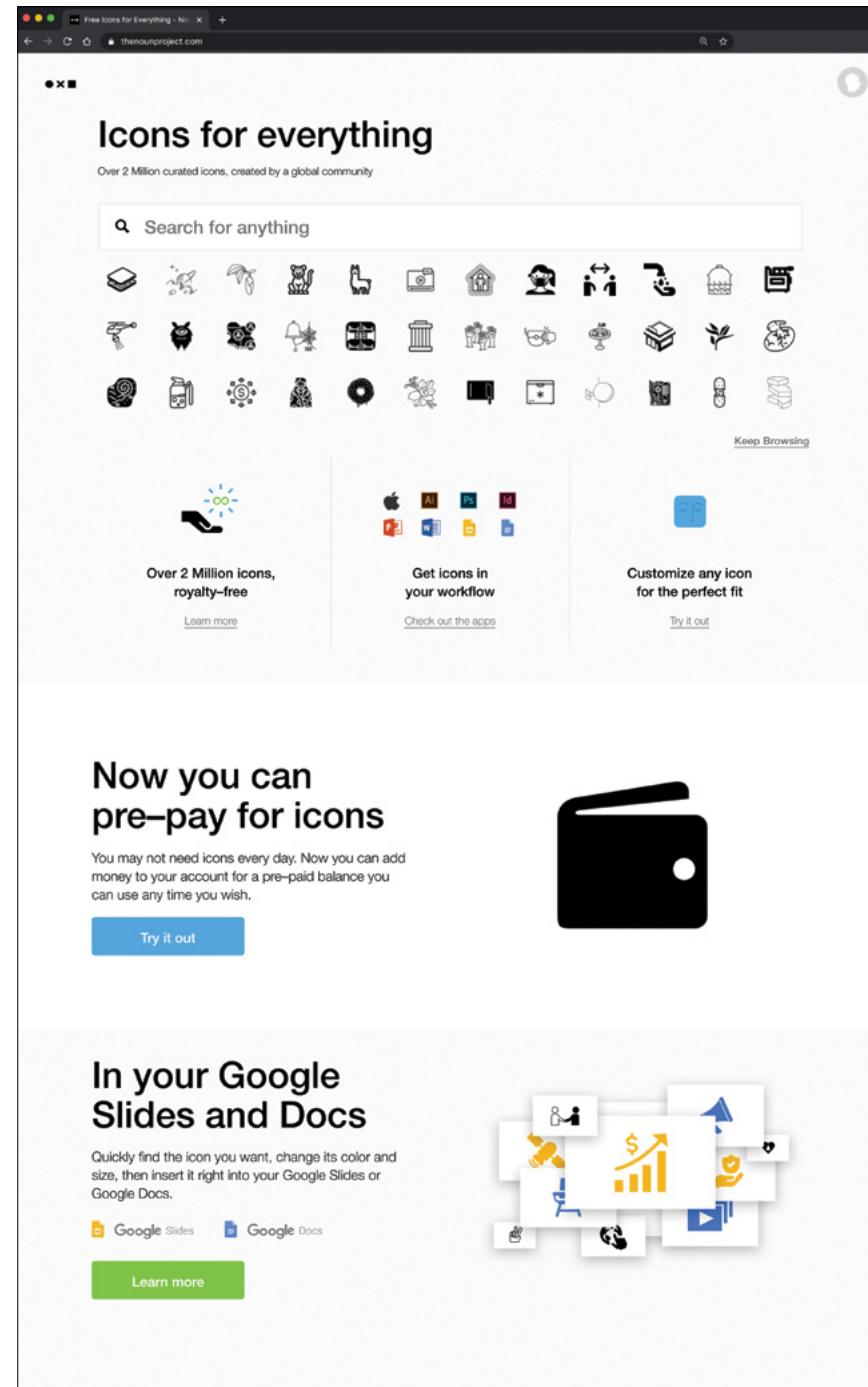 Free Icons for Everything – No
thenounproject.com
Icons for everything
Over 2 Million curated icons, created by a global community
Search for anything
Keep Browsing
Ai Ps Id
P W
Over 2 Million icons,
royalty–free
Learn more
Get icons in
your workflow
Check out the apps
Customize any icon
for the perfect fit
Try it out
Now you can
pre–pay for icons
You may not need icons every day. Now you can add
money to your account for a pre–paid balance you
can use any time you wish.
Try it out
In your Google
Slides and Docs
Quickly find the icon you want, change its color and
size, then insert it right into your Google Slides or
Google Docs.
Google Slides Google Docs
Learn more